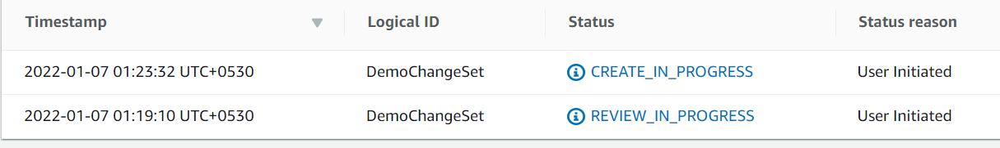 Timestamp Logical ID Status Status reason
2022-01-07 01:23:32 UTC+0530 DemoChangeSet CREATE_IN_PROGRESS User Initiated
2022-01-07 01:19:10 UTC+0530 DemoChangeSet REVIEW_IN_PROGRESS User Initiated